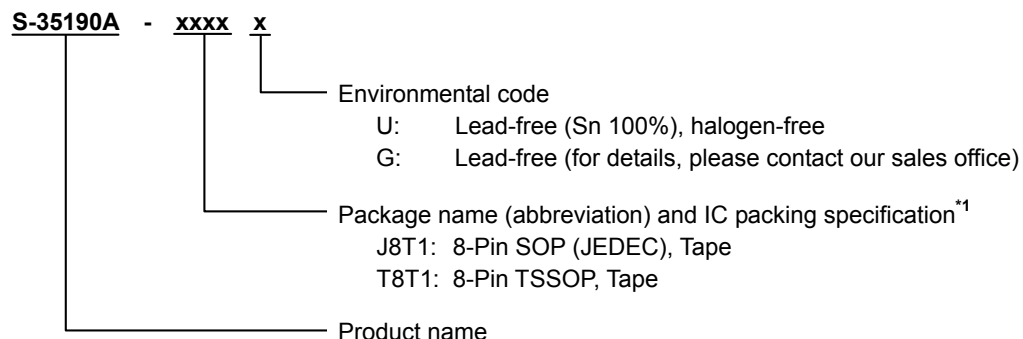 S-35190A - xxxx x
Environmental code
U: Lead-free (Sn 100%), halogen-free
G: Lead-free (for details, please contact our sales office)
Package name (abbreviation) and IC packing specification*1
J8T1: 8-Pin SOP (JEDEC), Tape
T8T1: 8-Pin TSSOP, Tape
Product name